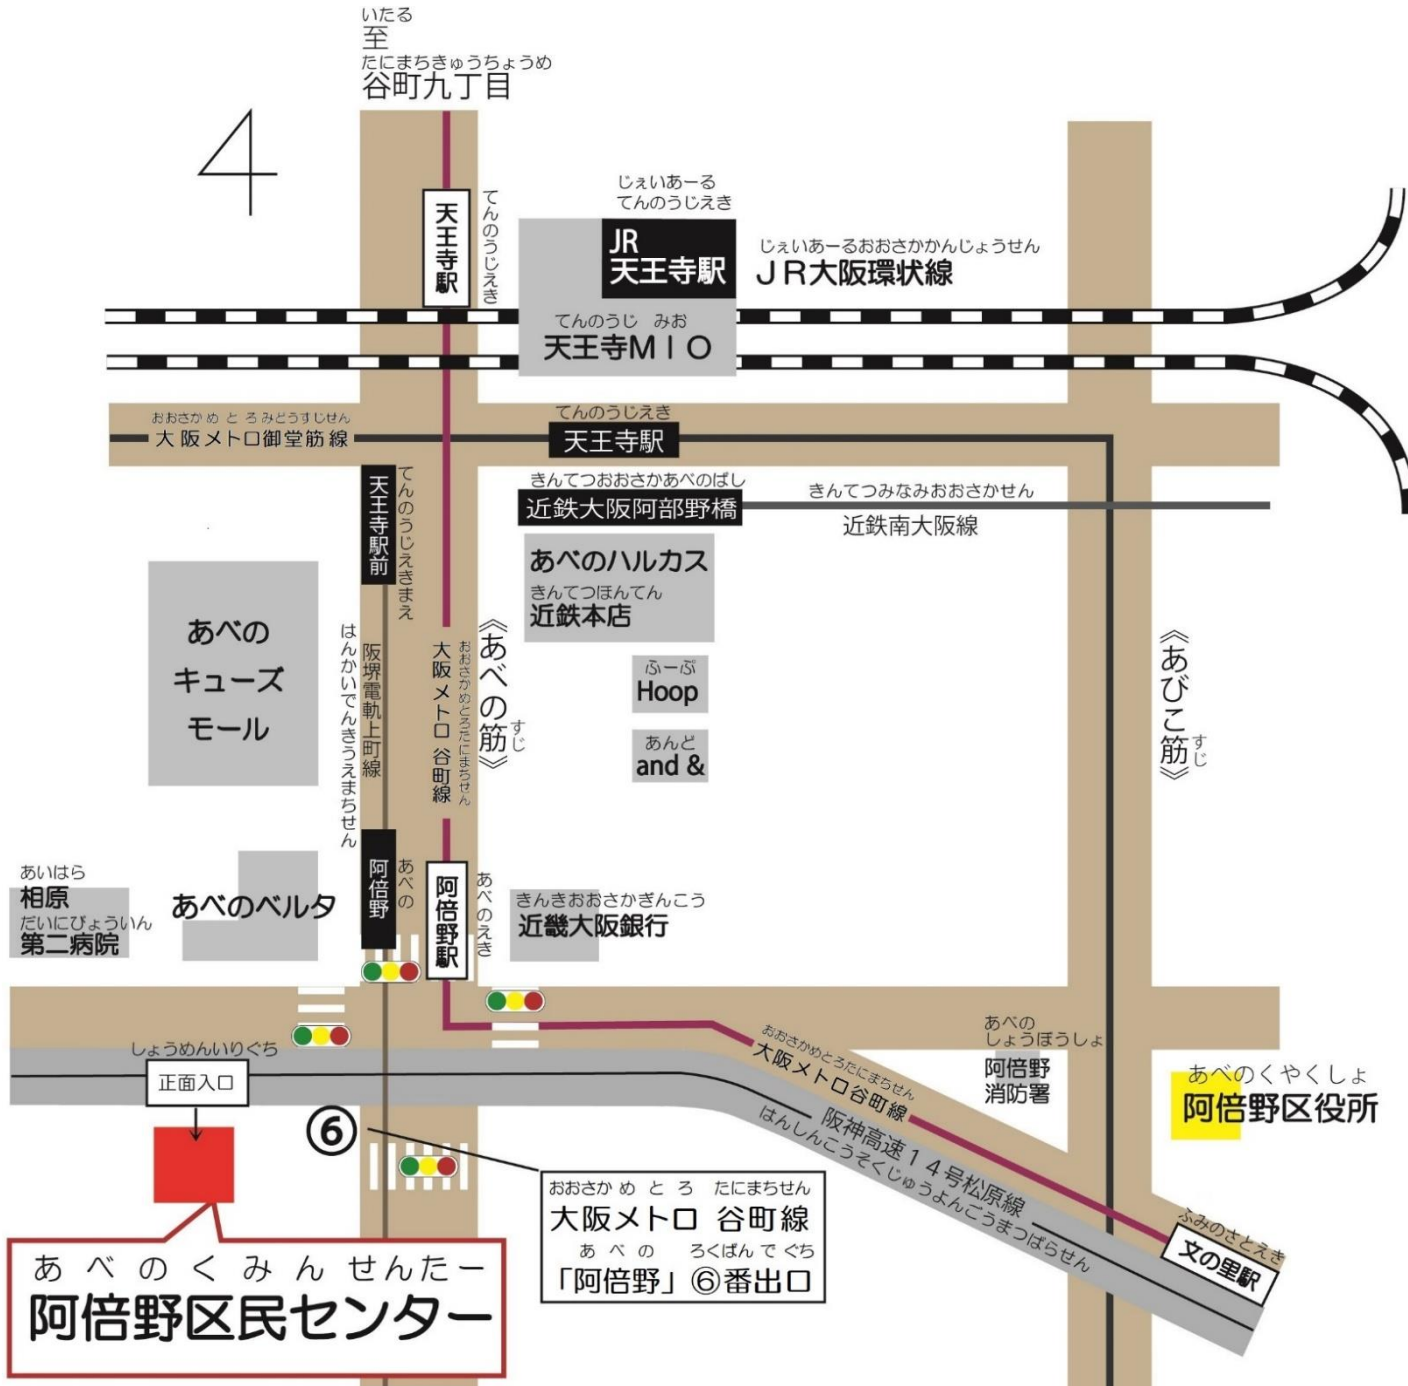 いたる
至
たにまちきゅうちょうめ
谷町九丁目
天王寺駅
てんのうじえき
じぇいあーる
てんのうじえき
JR
天王寺駅
じぇいあーるおおさかかんじょうせん
ＪＲ大阪環状線
てんのうじ みお
天王寺ＭＩＯ
おおさかめとろみどうすじせん
大阪メトロ御堂筋線
てんのうじえき
天王寺駅
天王寺駅前
てんのうじえきまえ
きんてつおおさかあべのばし
近鉄大阪阿部野橋
きんてつみなみおおさかせん
近鉄南大阪線
あべのハルカス
きんてつほんてん
近鉄本店
あべの
キューズ
モール
はんかいでんきうえまちせん
阪堺電軌上町線
大阪メトロ 谷町線
おおさかめとろたにまちせん
《あべの筋》
すじ
ふーぷ
Hoop
あんど
and &
《あびこ筋》
すじ
あいはら
相原
だいにびょういん
第二病院
あべのベルタ
阿倍野
あべの
阿倍野駅
あべのえき
きんきおおさかぎんこう
近畿大阪銀行
しょうめんいりぐち
正面入口
おおさかめとろたにまちせん
大阪メトロ谷町線
あべの
しょうぼうしょ
阿倍野
消防署
あべのくやくしょ
阿倍野区役所
阪神高速１４号松原線
はんしんこうそくじゅうよんごうまつばらせん
⑥
おおさかめとろ たにまちせん
大阪メトロ 谷町線
あべの ろくばんでぐち
「阿倍野」⑥番出口
ふみのさとえき
文の里駅
あべのくみんせんたー
阿倍野区民センター